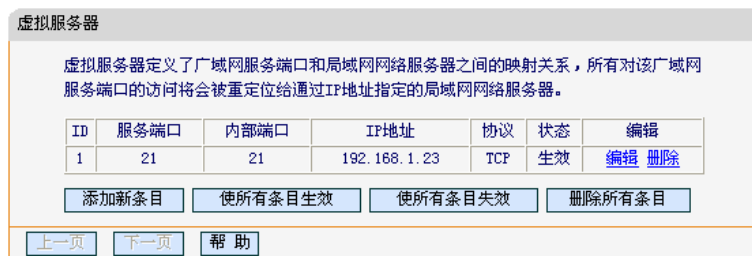 虚拟服务器
虚拟服务器定义了广域网服务端口和局域网网络服务器之间的映射关系，所有对该广域网
服务端口的访问将会被重定位给通过IP地址指定的局域网网络服务器。
ID 服务端口 内部端口 IP地址 协议 状态 编辑
1 21 21 192.168.1.23 TCP 生效 编辑 删除
添加新条目 使所有条目生效 使所有条目失效 删除所有条目
上一页 下一页 帮 助